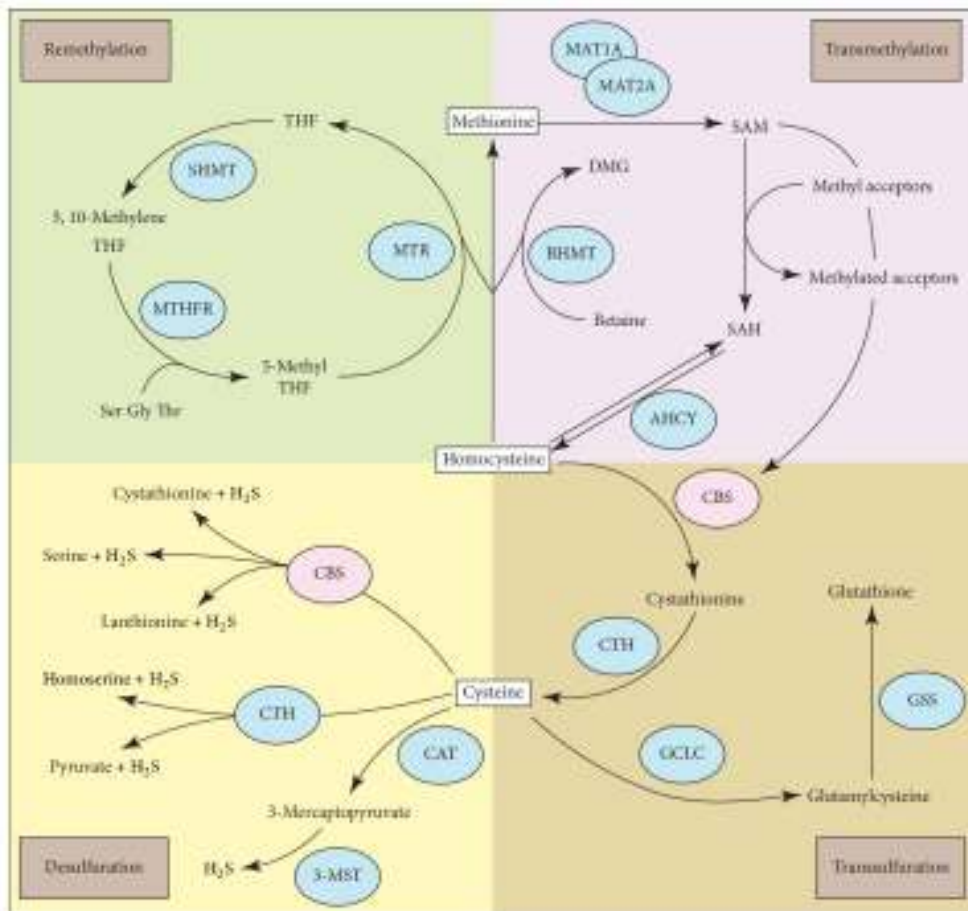 Remethylation
MAT1A
MAT2A
Transmethylation
THF
Methionine
SAM
SHMT
DMG
Methyl acceptors
5, 10-Methylene
THF
MTR
BHMT
MTHFR
Methylated acceptors
Betaine
SAH
5-Methyl
THF
Ser Gly Thr
AHCY
Homocysteine
Cystathionine + H₂S
CBS
Serine + H₂S
CBS
Cystathionine
Glutathione
Lanthionine + H₂S
CTH
Homoserine + H₂S
Cysteine
CTH
GSS
CAT
GCLC
Pyruvate + H₂S
3-Mercaptopyruvate
Glutamylcysteine
Desulfuration
H₂S
3-MST
Transsulfuration